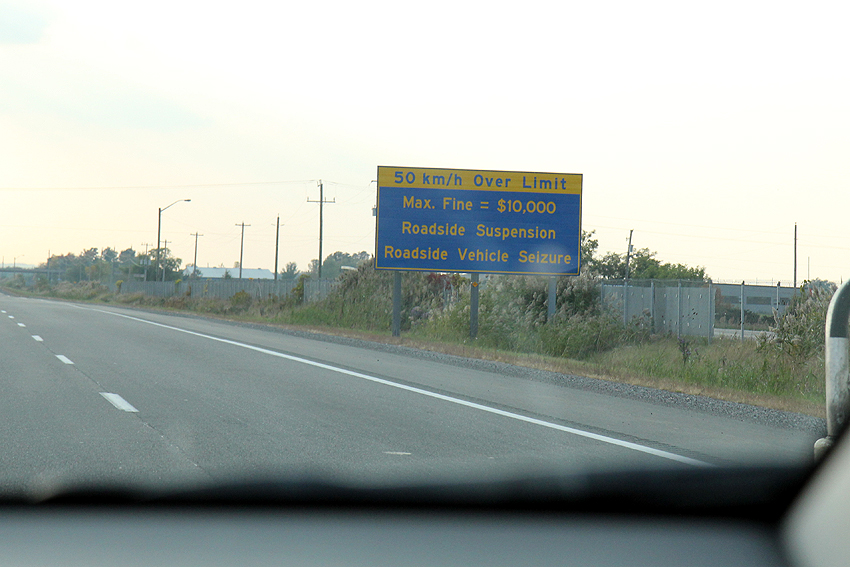 50 km/h Over Limit
Max. Fine = $10,000
Roadside Suspension
Roadside Vehicle Seizure